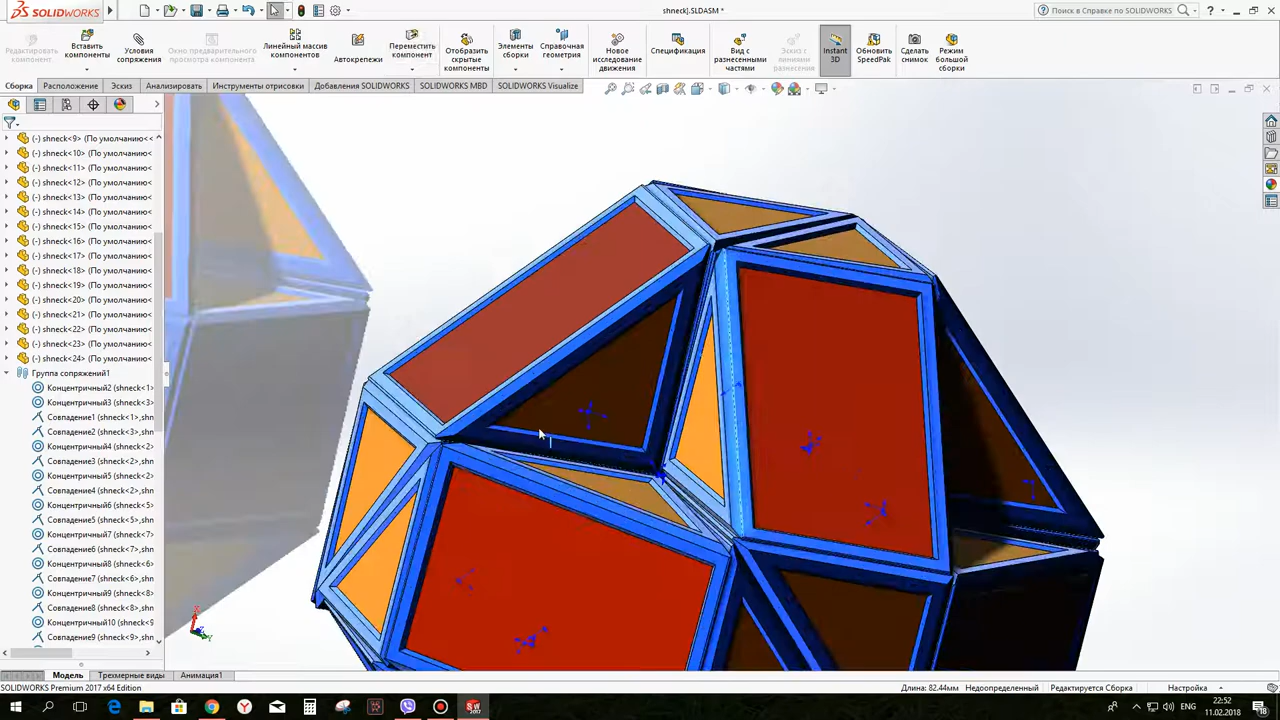 SOLIDWORKS
shneck].SLDASM *
Поиск в Справке по SOLIDWORKS
Редактировать компонент
Вставить компоненты
Условия сопряжения
Окно предварительного просмотра компонента
Линейный массив компонентов
Автокрепежи
Переместить компонент
Отобразить скрытые компоненты
Элементы сборки
Справочная геометрия
Новое исследование движения
Спецификация
Вид с разнесенными частями
Эскиз с линиями разнесения
Instant 3D
Обновить SpeedPak
Сделать снимок
Режим большой сборки
Сборка Расположение Эскиз Анализировать Инструменты отрисовки Добавления SOLIDWORKS SOLIDWORKS MBD SOLIDWORKS Visualize
(-) shneck<9> (По умолчанию<<
(-) shneck<10> (По умолчанию<
(-) shneck<11> (По умолчанию<
(-) shneck<12> (По умолчанию<
(-) shneck<13> (По умолчанию<
(-) shneck<14> (По умолчанию<
(-) shneck<15> (По умолчанию<
(-) shneck<16> (По умолчанию<
(-) shneck<17> (По умолчанию<
(-) shneck<18> (По умолчанию<
(-) shneck<19> (По умолчанию<
(-) shneck<20> (По умолчанию<
(-) shneck<21> (По умолчанию<
(-) shneck<22> (По умолчанию<
(-) shneck<23> (По умолчанию<
(-) shneck<24> (По умолчанию<
Группа сопряжений1
Концентричный2 (shneck<1>
Концентричный3 (shneck<3>
Совпадение1 (shneck<1>,shn
Совпадение2 (shneck<3>,shn
Концентричный4 (shneck<2>
Совпадение3 (shneck<2>,shn
Концентричный5 (shneck<2>
Совпадение4 (shneck<2>,shn
Концентричный6 (shneck<5>
Совпадение5 (shneck<5>,shn
Концентричный7 (shneck<7>
Совпадение6 (shneck<7>,shn
Концентричный8 (shneck<6>
Совпадение7 (shneck<6>,shn
Концентричный9 (shneck<8>
Совпадение8 (shneck<8>,shn
Концентричный10 (shneck<9
Совпадение9 (shneck<9>,shn
Модель Трехмерные виды Анимация1
SOLIDWORKS Premium 2017 x64 Edition
Длина: 82.44мм Недоопределенный Редактируется Сборка Настройка
ENG 22:52
11.02.2018